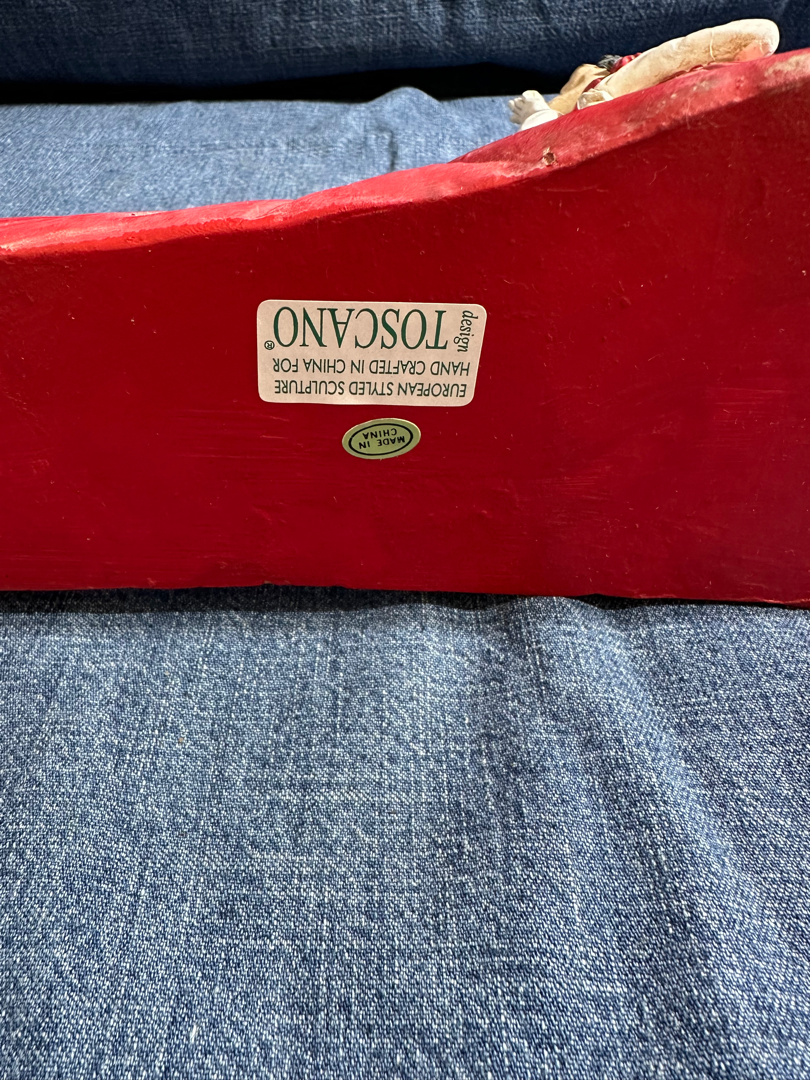 EUROPEAN STYLED SCULPTURE
HAND CRAFTED IN CHINA FOR
design TOSCANO®
MADE IN
CHINA